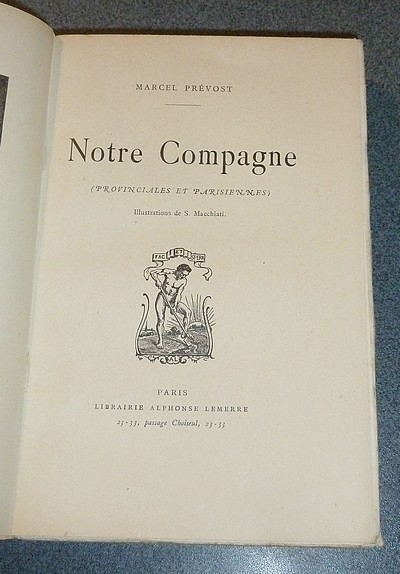 MARCEL PRÉVOST
Notre Compagne
(PROVINCIALES ET PARISIENNES)
Illustrations de S. Macchiati.
FAC ET SPERA
AL
PARIS
LIBRAIRIE ALPHONSE LEMERRE
23-33, passage Choiseul, 23-33